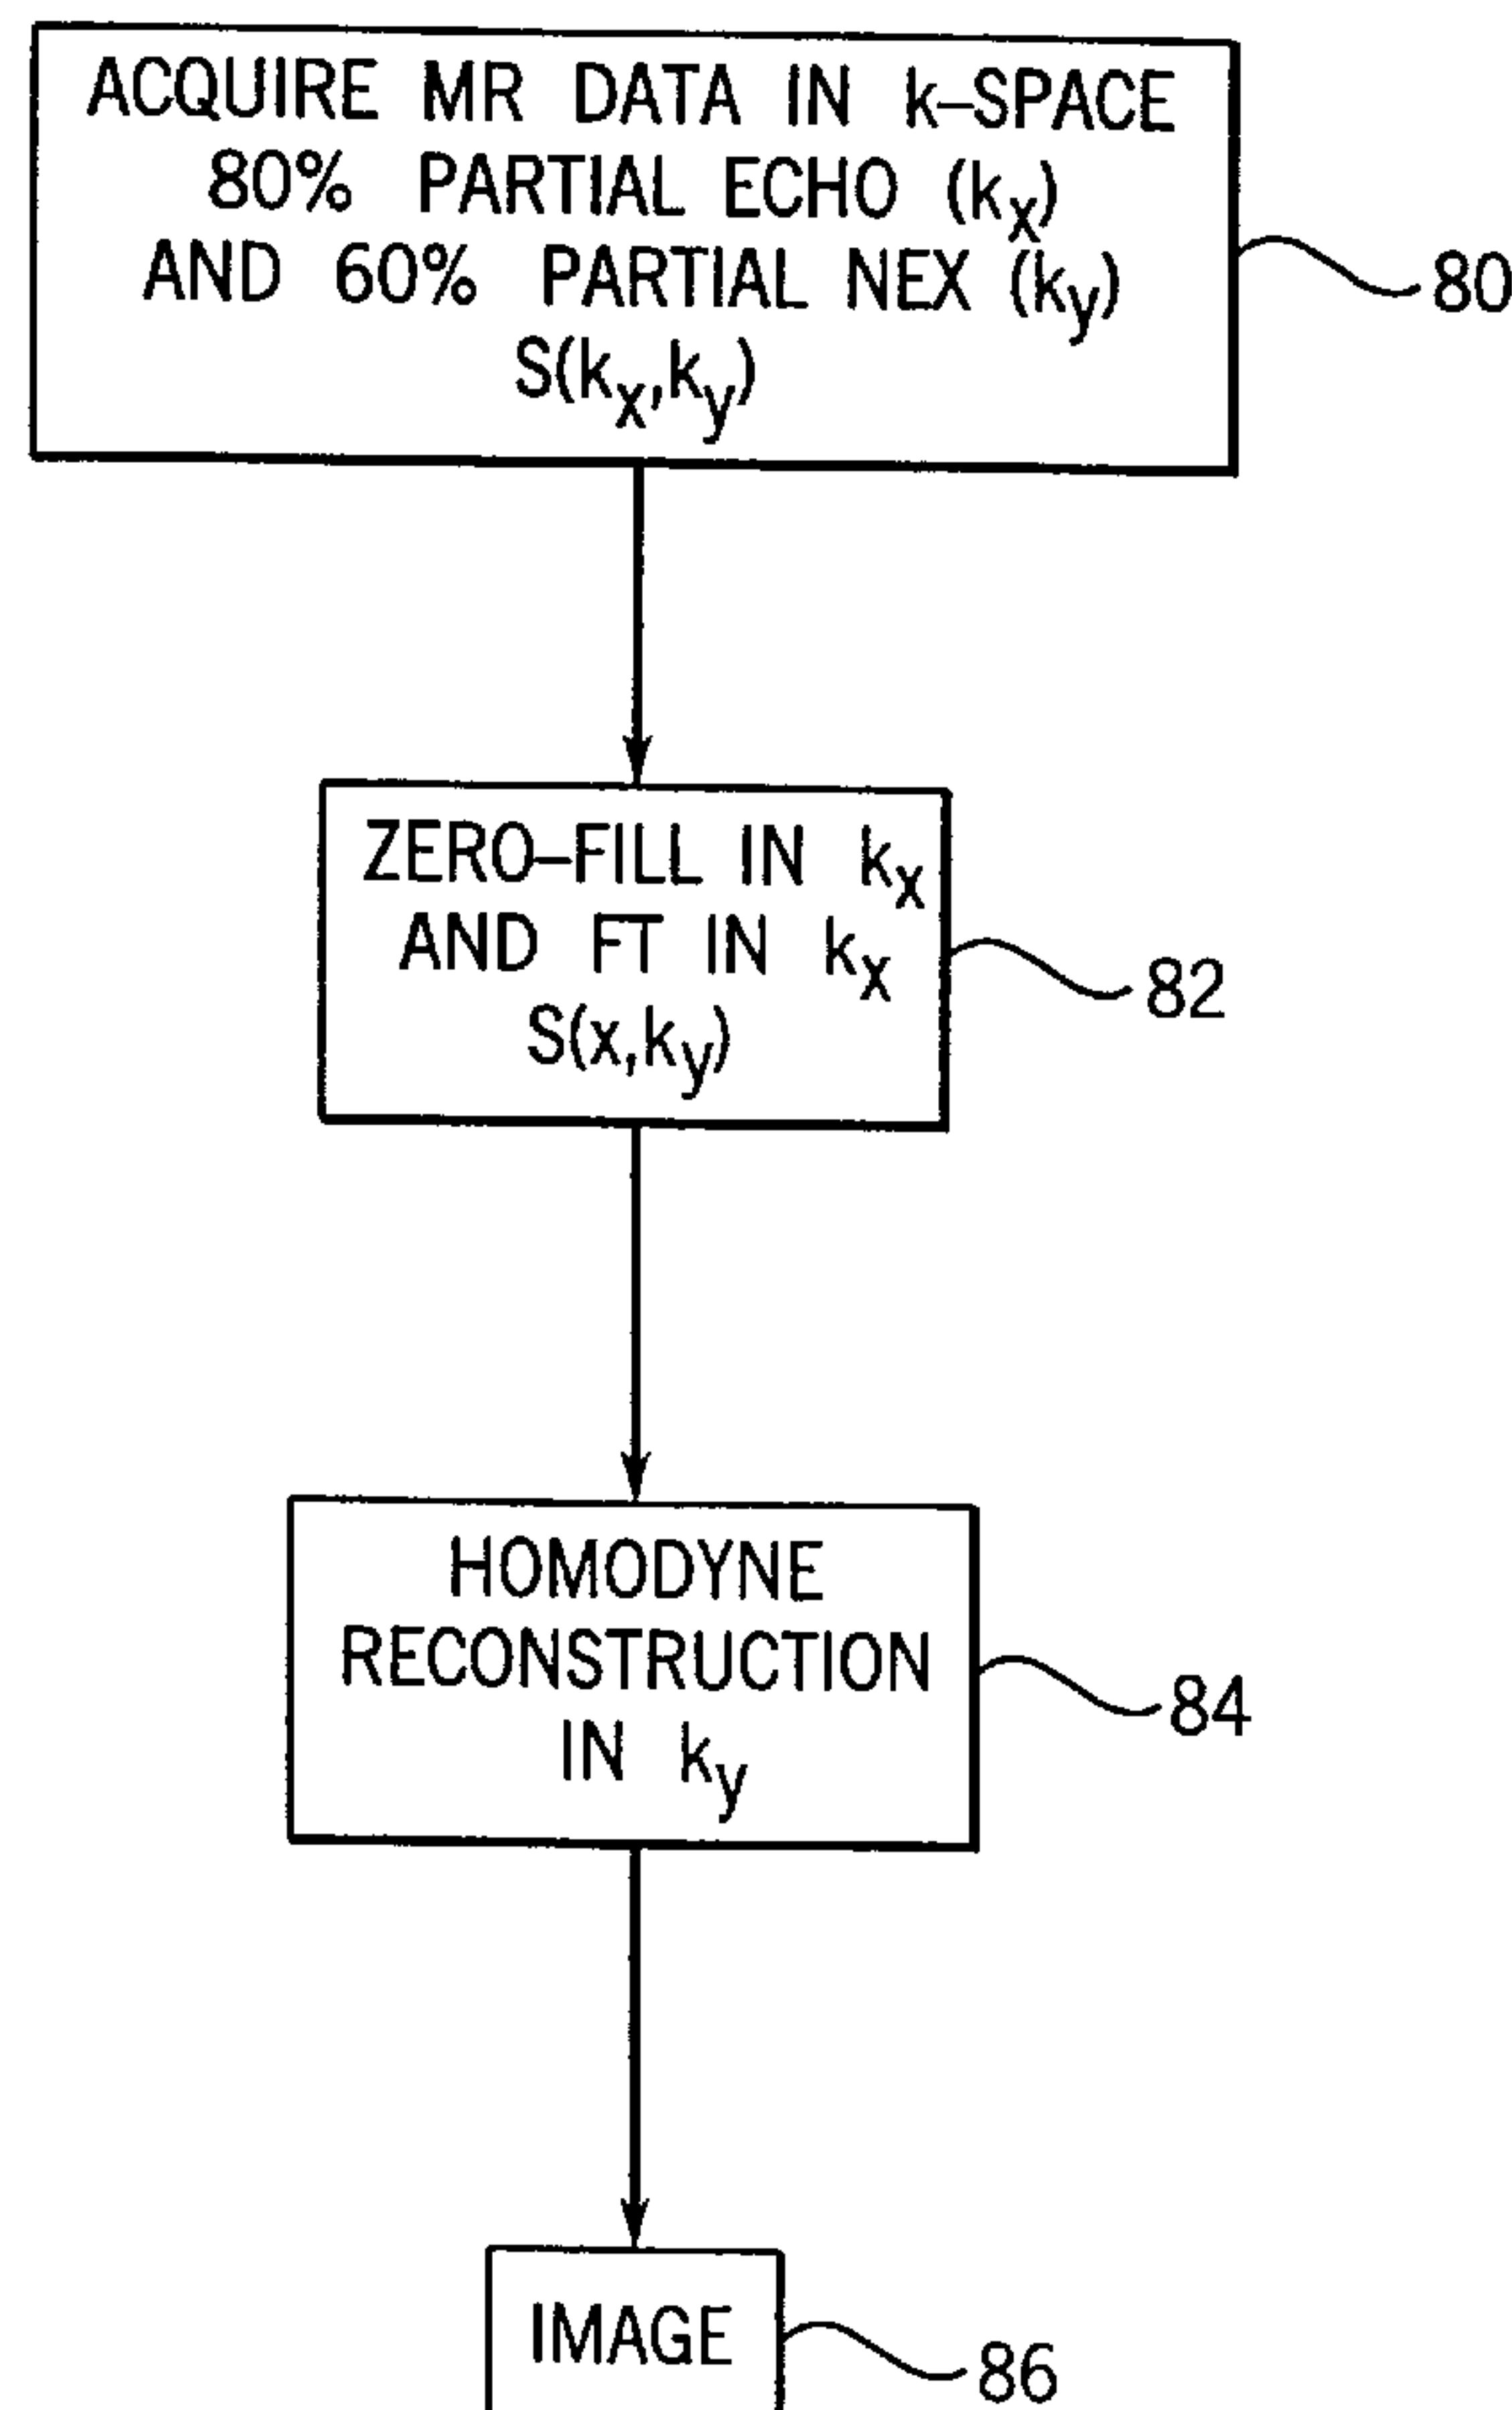 ACQUIRE MR DATA IN k–SPACE
80% PARTIAL ECHO (kx)
AND 60% PARTIAL NEX (ky)
S(kx,ky)
80
ZERO–FILL IN kx
AND FT IN kx
S(x,ky)
82
HOMODYNE
RECONSTRUCTION
IN ky
84
IMAGE
86